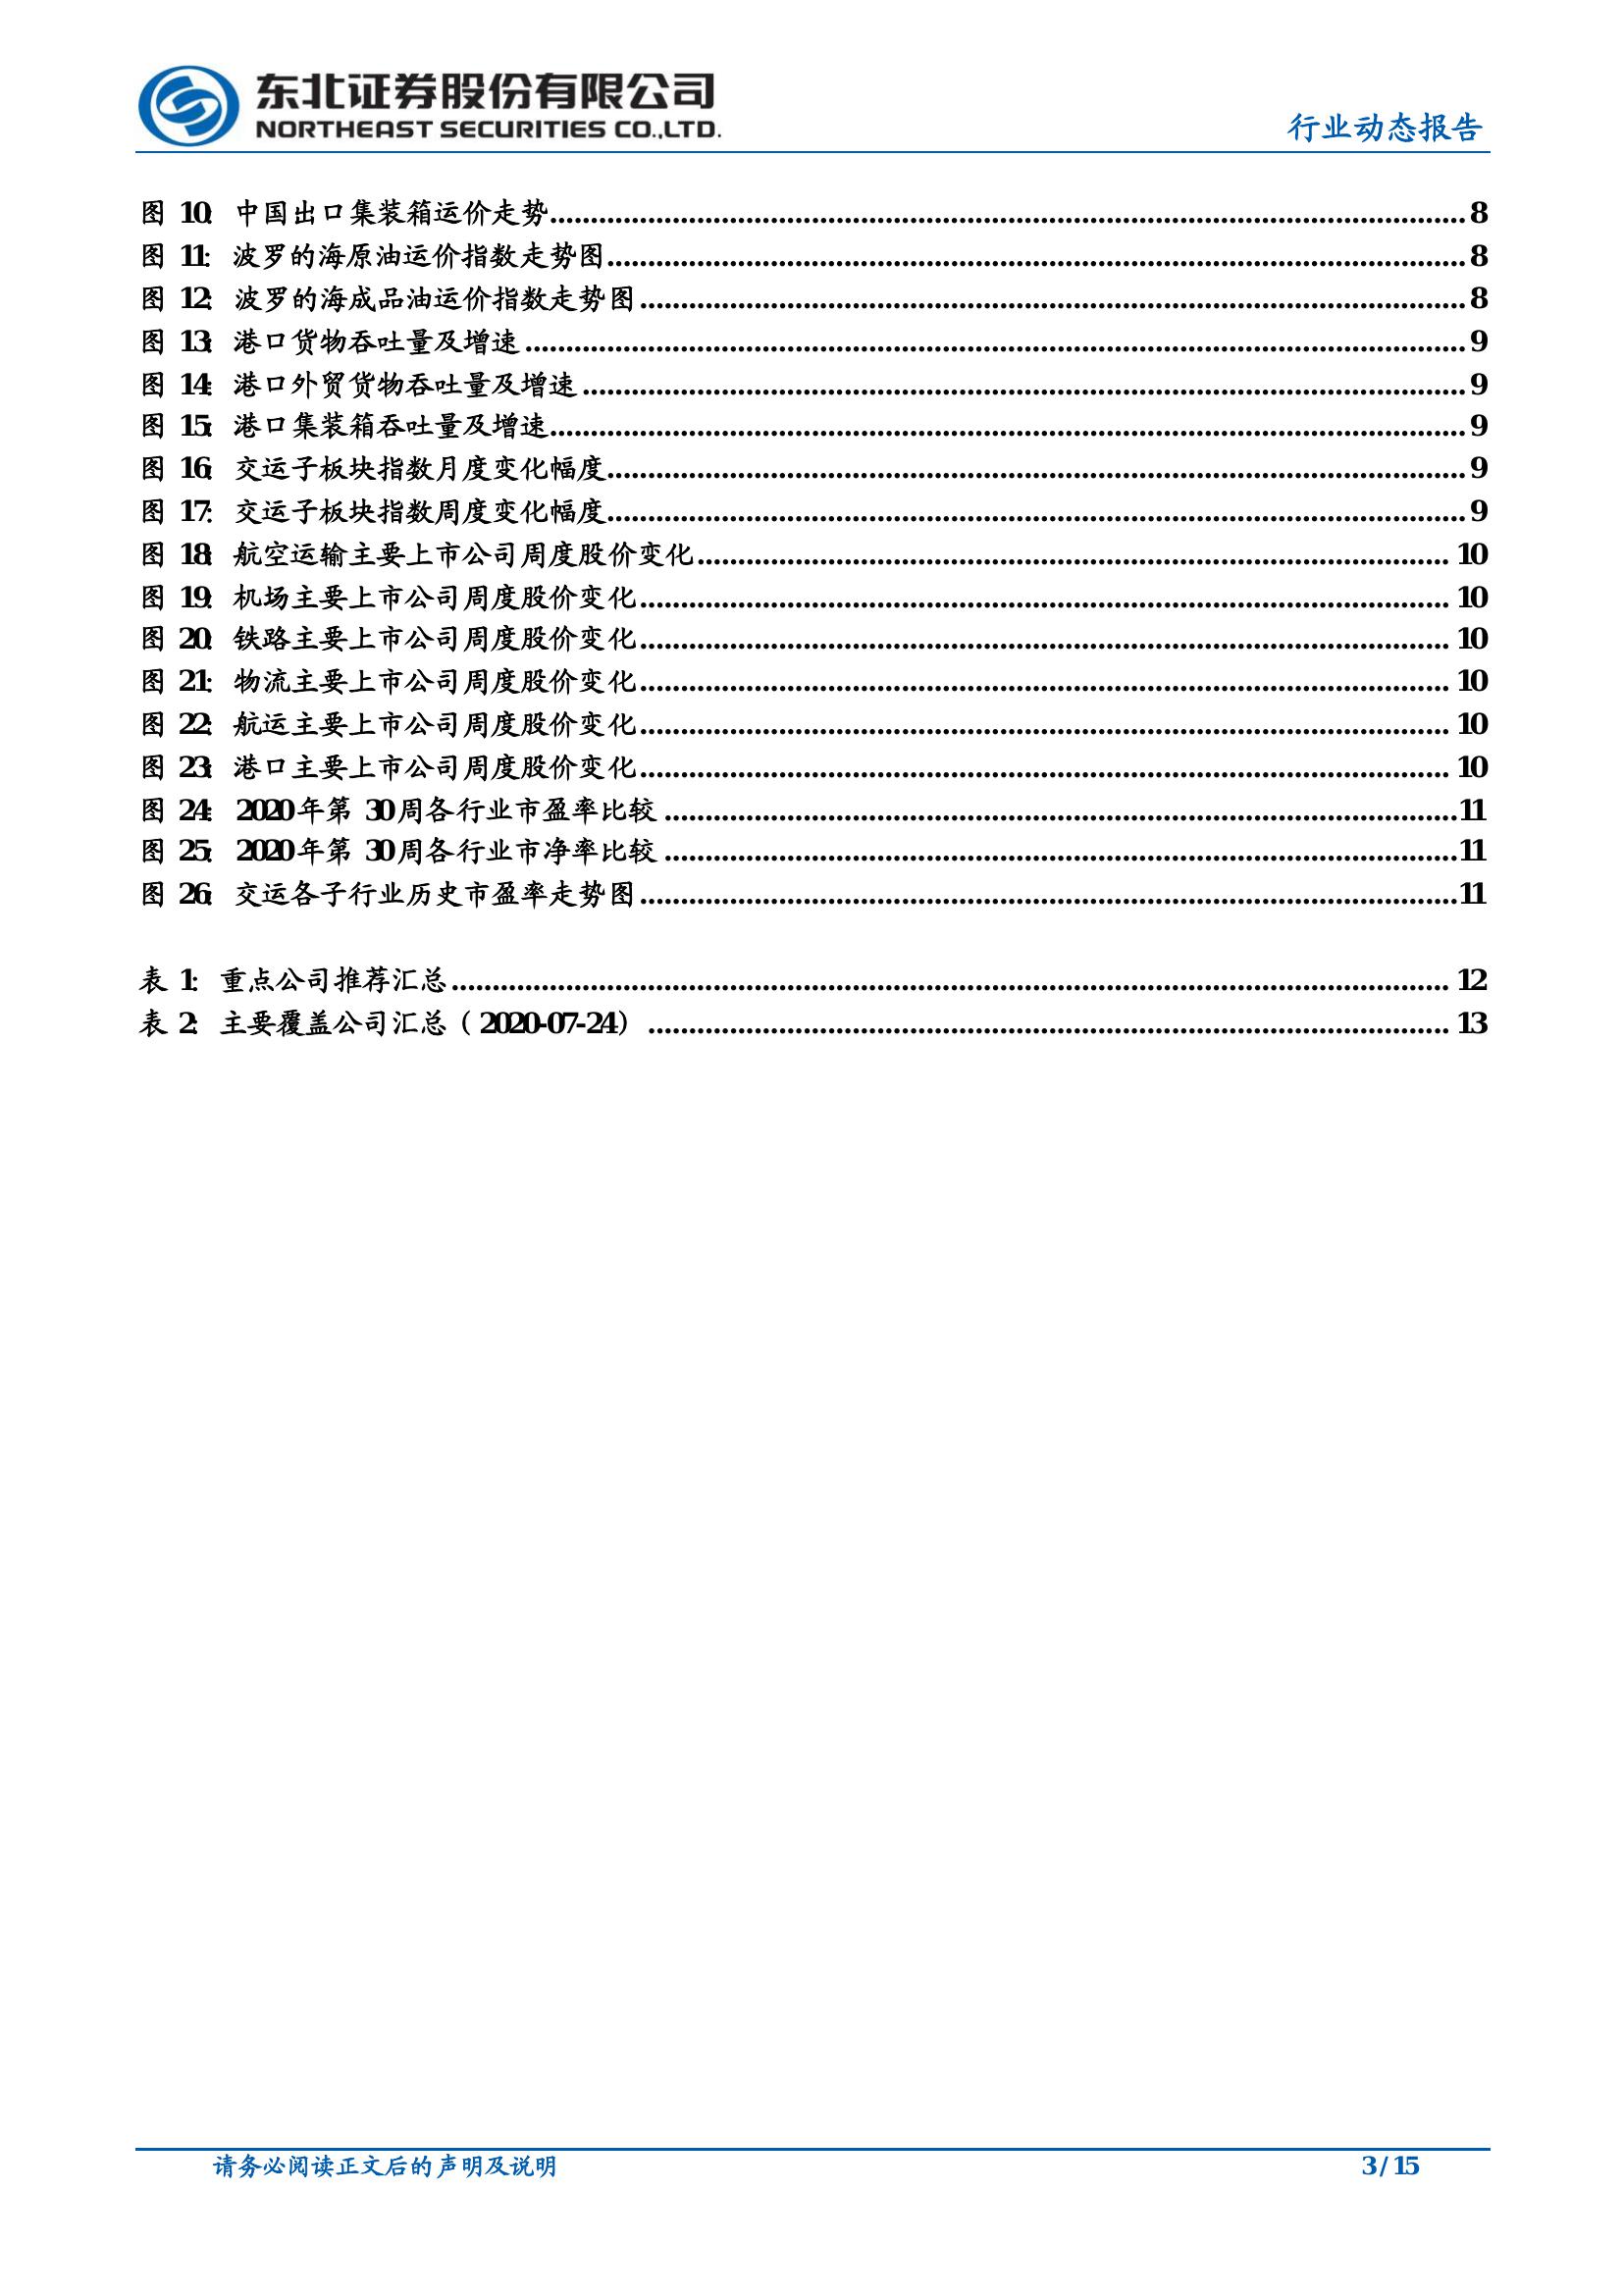 东北证券股份有限公司
NORTHEAST SECURITIES CO.,LTD.
行业动态报告
图 10: 中国出口集装箱运价走势........................................8
图 11: 波罗的海原油运价指数走势图........................................8
图 12: 波罗的海成品油运价指数走势图........................................8
图 13: 港口货物吞吐量及增速........................................9
图 14: 港口外贸货物吞吐量及增速........................................9
图 15: 港口集装箱吞吐量及增速........................................9
图 16: 交运子板块指数月度变化幅度........................................9
图 17: 交运子板块指数周度变化幅度........................................9
图 18: 航空运输主要上市公司周度股价变化........................................10
图 19: 机场主要上市公司周度股价变化........................................10
图 20: 铁路主要上市公司周度股价变化........................................10
图 21: 物流主要上市公司周度股价变化........................................10
图 22: 航运主要上市公司周度股价变化........................................10
图 23: 港口主要上市公司周度股价变化........................................10
图 24: 2020年第 30周各行业市盈率比较........................................11
图 25: 2020年第 30周各行业市净率比较........................................11
图 26: 交运各子行业历史市盈率走势图........................................11
表 1: 重点公司推荐汇总........................................12
表 2: 主要覆盖公司汇总（2020-07-24）........................................13
请务必阅读正文后的声明及说明
3 / 15